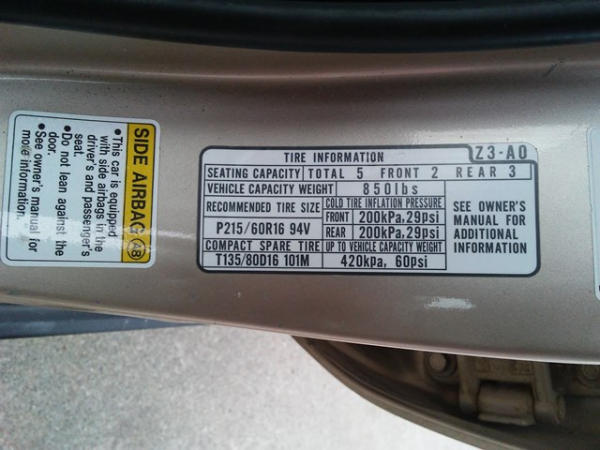 SIDE AIRBAG AB
•This car is equipped
with side airbags in the
driver's and passenger's
seat.
•Do not lean against the
door.
•See owner's manual for
more information.
TIRE INFORMATION
Z3-A0
SEATING CAPACITY TOTAL 5 FRONT 2 REAR 3
VEHICLE CAPACITY WEIGHT 850lbs
RECOMMENDED TIRE SIZE COLD TIRE INFLATION PRESSURE
P215/60R16 94V
FRONT 200kPa,29psi
REAR 200kPa,29psi
SEE OWNER'S
MANUAL FOR
ADDITIONAL
INFORMATION
COMPACT SPARE TIRE UP TO VEHICLE CAPACITY WEIGHT
T135/80D16 101M 420kpa, 60psi